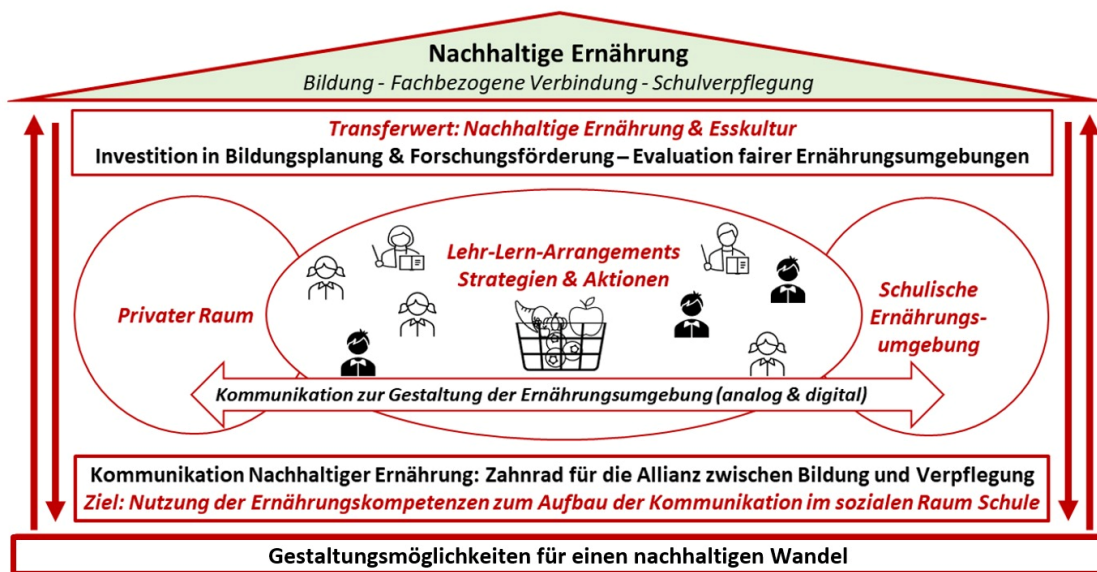 Nachhaltige Ernährung
Bildung - Fachbezogene Verbindung - Schulverpflegung
Transferwert: Nachhaltige Ernährung & Esskultur
Investition in Bildungsplanung & Forschungsförderung – Evaluation fairer Ernährungsumgebungen
Lehr-Lern-Arrangements
Strategien & Aktionen
Privater Raum
Schulische
Ernährungs-
umgebung
Kommunikation zur Gestaltung der Ernährungsumgebung (analog & digital)
Kommunikation Nachhaltiger Ernährung: Zahnrad für die Allianz zwischen Bildung und Verpflegung
Ziel: Nutzung der Ernährungskompetenzen zum Aufbau der Kommunikation im sozialen Raum Schule
Gestaltungsmöglichkeiten für einen nachhaltigen Wandel